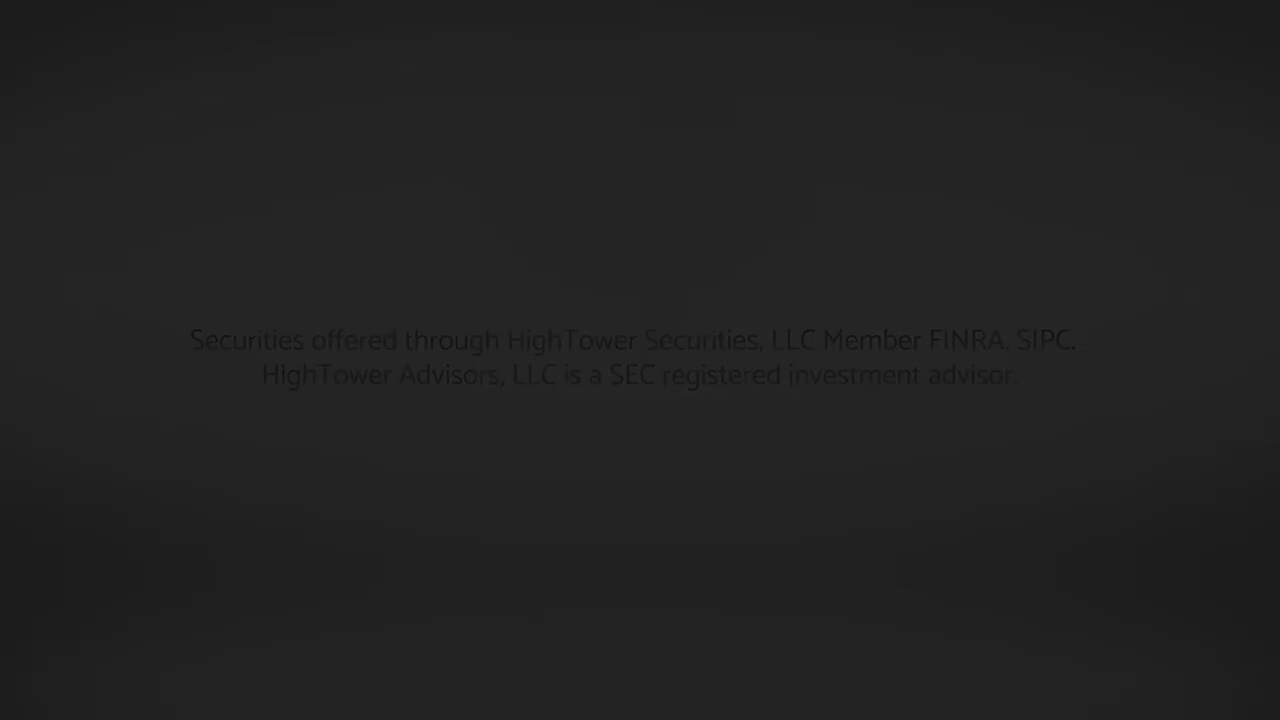 Securities offered through HighTower Securities, LLC Member FINRA, SIPC.
HighTower Advisors, LLC is a SEC registered investment advisor.